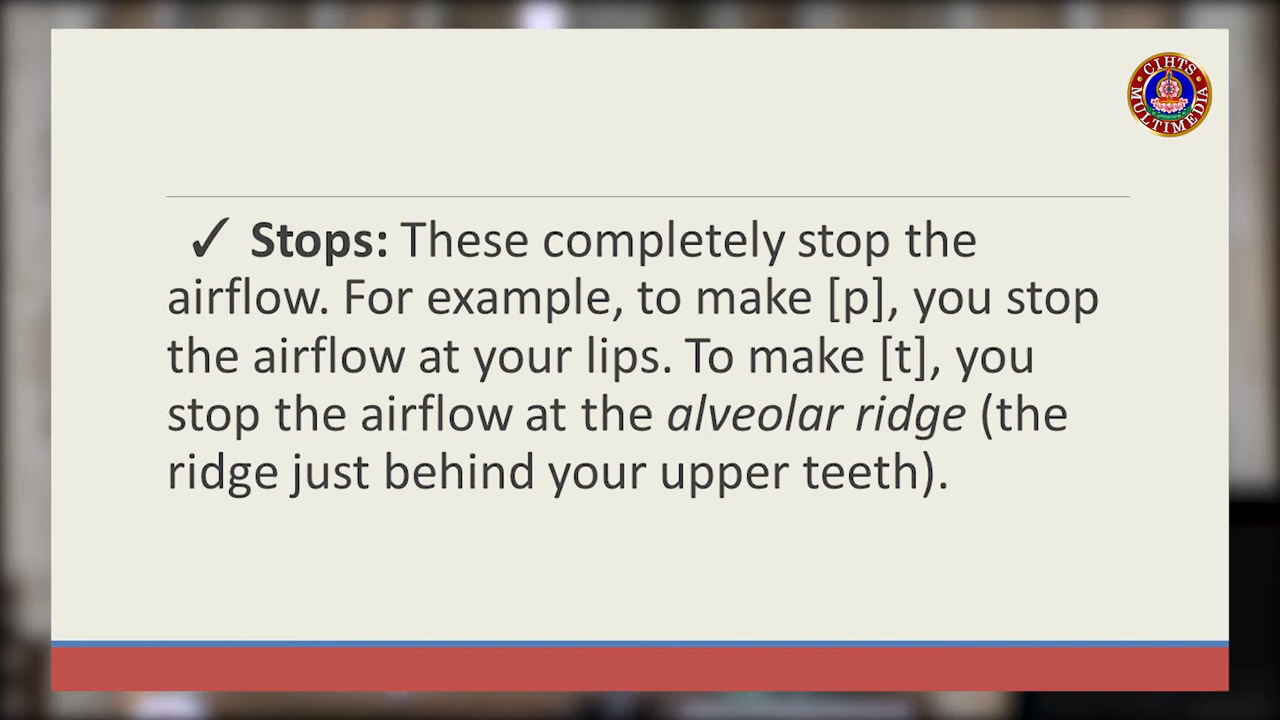 CIHTS
MULTIMEDIA
✓ Stops: These completely stop the
airflow. For example, to make [p], you stop
the airflow at your lips. To make [t], you
stop the airflow at the alveolar ridge (the
ridge just behind your upper teeth).